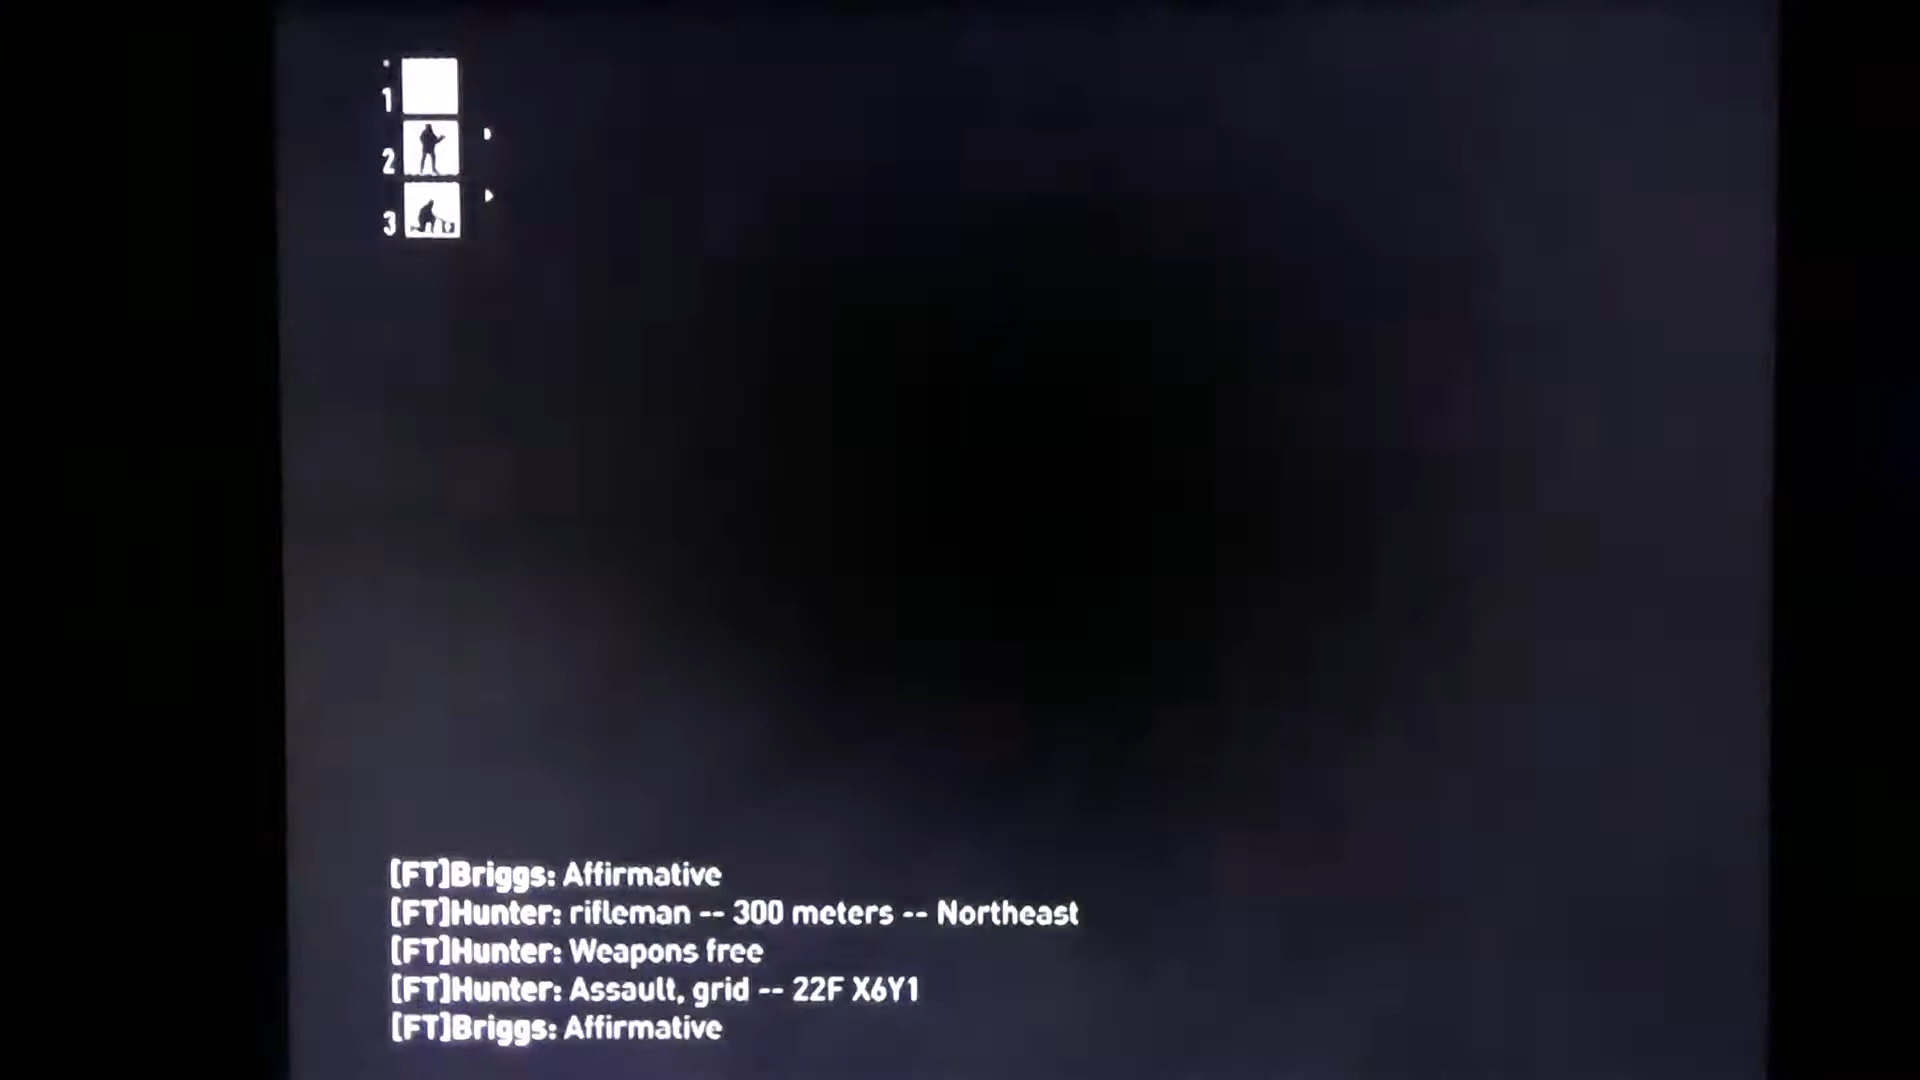 1
2
3
[FT]Briggs: Affirmative
[FT]Hunter: rifleman -- 300 meters -- Northeast
[FT]Hunter: Weapons free
[FT]Hunter: Assault, grid -- 22F X6Y1
[FT]Briggs: Affirmative